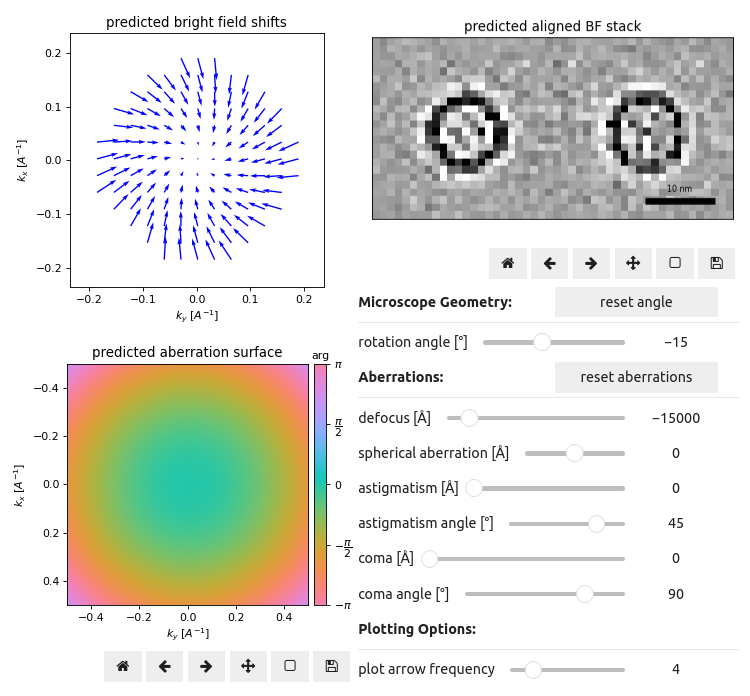 predicted bright field shifts
0.2
0.1
0.0
−0.1
−0.2
kx [A⁻¹]
−0.2 −0.1 0.0 0.1 0.2
ky [A⁻¹]
predicted aligned BF stack
10 nm
Microscope Geometry: reset angle
rotation angle [°] −15
Aberrations: reset aberrations
defocus [Å] −15000
spherical aberration [Å] 0
astigmatism [Å] 0
astigmatism angle [°] 45
coma [Å] 0
coma angle [°] 90
Plotting Options:
plot arrow frequency 4
predicted aberration surface
arg
−0.4
−0.2
0.0
0.2
0.4
kx [A⁻¹]
−0.4 −0.2 0.0 0.2 0.4
ky [A⁻¹]
π
π/2
0
−π/2
−π